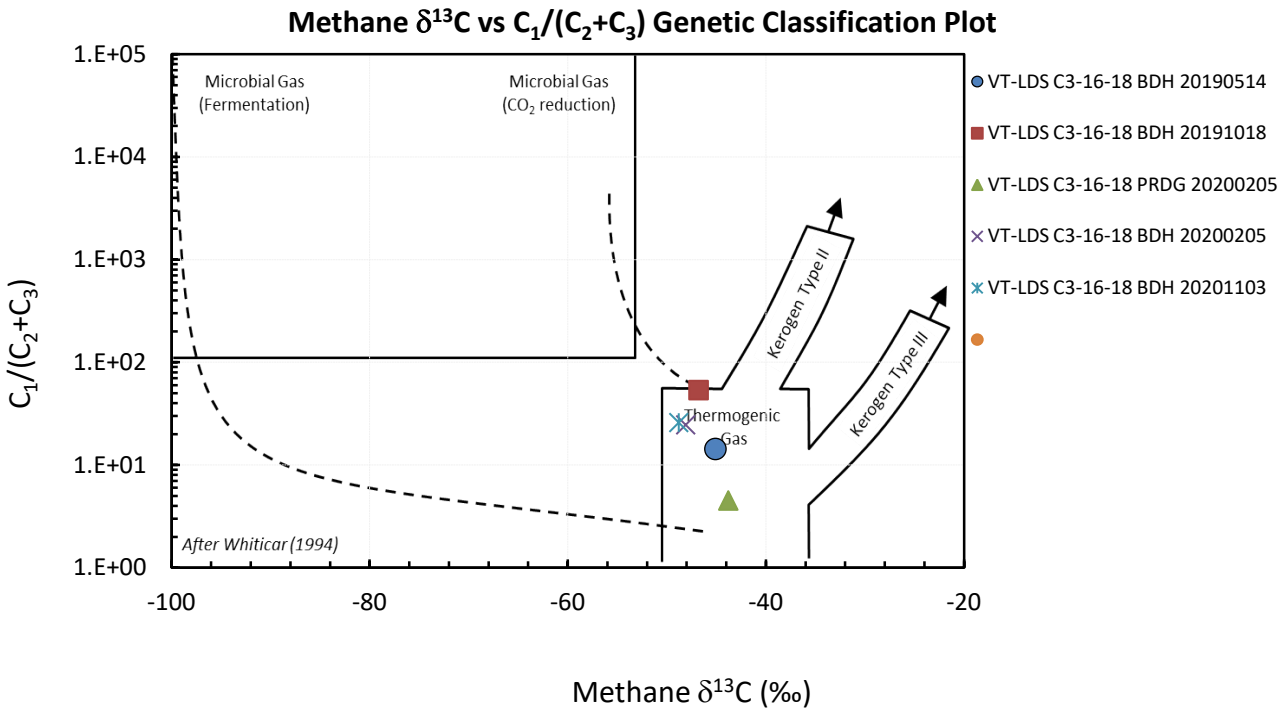 Methane δ¹³C vs C₁/(C₂+C₃) Genetic Classification Plot
1.E+05
1.E+04
1.E+03
1.E+02
1.E+01
1.E+00
C₁/(C₂+C₃)
Microbial Gas
(Fermentation)
Microbial Gas
(CO₂ reduction)
Kerogen Type II
Kerogen Type III
Thermogenic
Gas
After Whiticar (1994)
-100
-80
-60
-40
-20
Methane δ¹³C (‰)
VT-LDS C3-16-18 BDH 20190514
VT-LDS C3-16-18 BDH 20191018
VT-LDS C3-16-18 PRDG 20200205
VT-LDS C3-16-18 BDH 20200205
VT-LDS C3-16-18 BDH 20201103